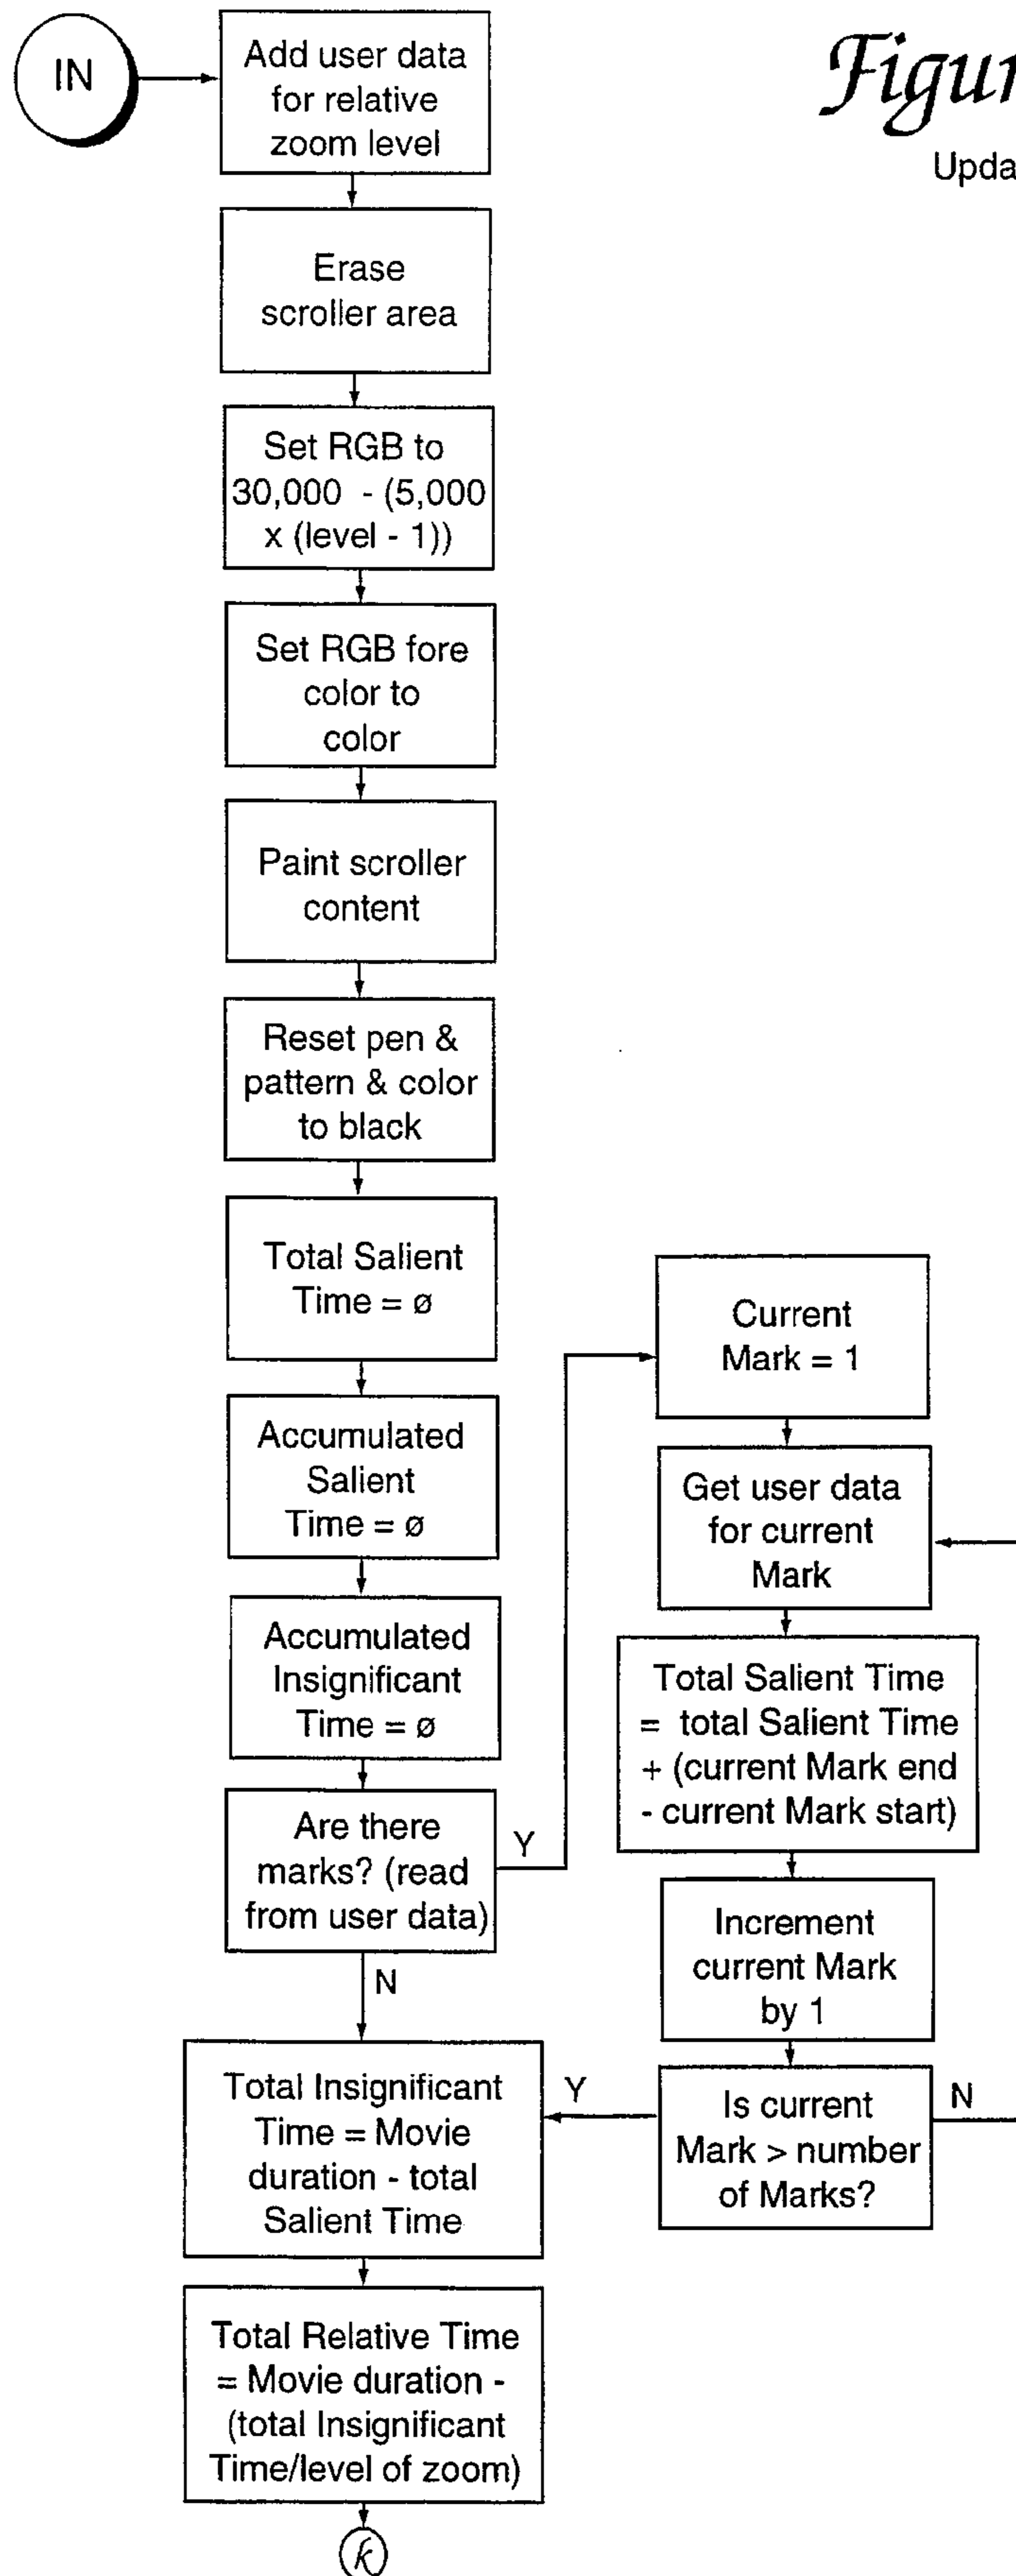 IN
Add user data
for relative
zoom level
Figur
Upda
Erase
scroller area
Set RGB to
30,000 - (5,000
x (level - 1))
Set RGB fore
color to
color
Paint scroller
content
Reset pen &
pattern & color
to black
Total Salient
Time = ø
Accumulated
Salient
Time = ø
Accumulated
Insignificant
Time = ø
Are there
marks? (read
from user data)
Y
N
Current
Mark = 1
Get user data
for current
Mark
Total Salient Time
= total Salient Time
+ (current Mark end
- current Mark start)
Increment
current Mark
by 1
Is current
Mark > number
of Marks?
Y
N
Total Insignificant
Time = Movie
duration - total
Salient Time
Total Relative Time
= Movie duration -
(total Insignificant
Time/level of zoom)
k